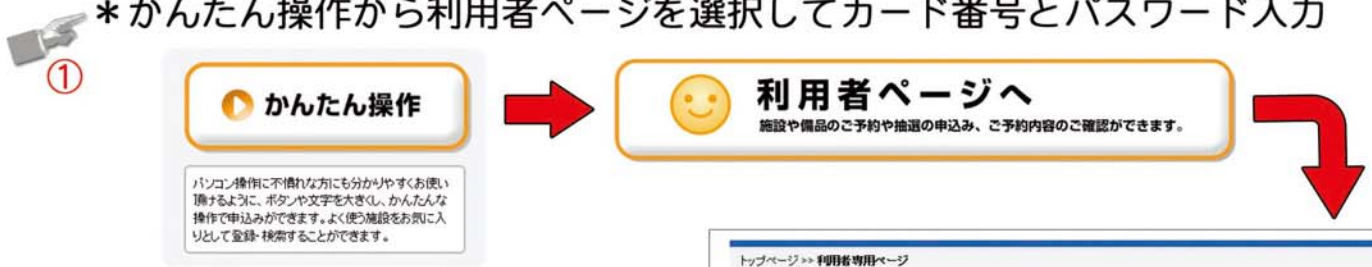 ＊かんたん操作から利用者ページを選択してカード番号とパスワード入力
①
かんたん操作
利用者ページへ
施設や備品のご予約や抽選の申込み、ご予約内容のご確認ができます。
パソコン操作に不慣れな方にも分かりやすくお使い
頂けるように、ボタンや文字を大きくし、かんたんな
操作で申込みができます。よく使う施設をお気に入
りとして登録・検索することができます。
トップページ >> 利用者専用ページ